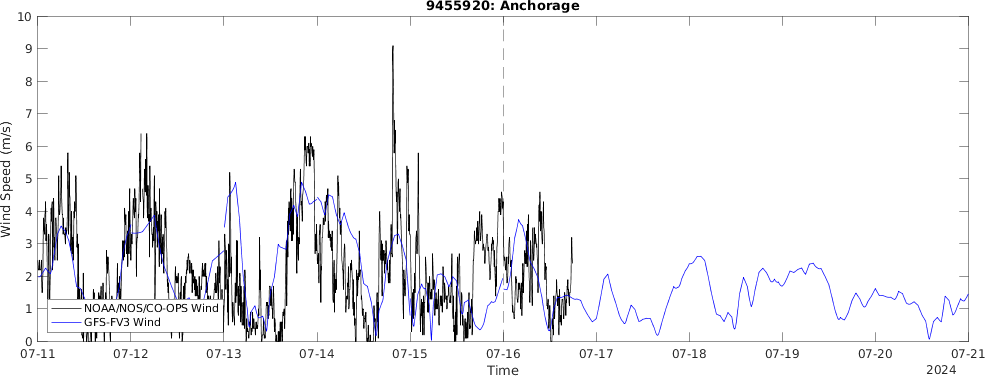 9455920: Anchorage
10
9
8
7
6
5
4
3
2
1
0
Wind Speed (m/s)
NOAA/NOS/CO-OPS Wind
GFS-FV3 Wind
07-11 07-12 07-13 07-14 07-15 07-16 07-17 07-18 07-19 07-20 07-21
Time
2024